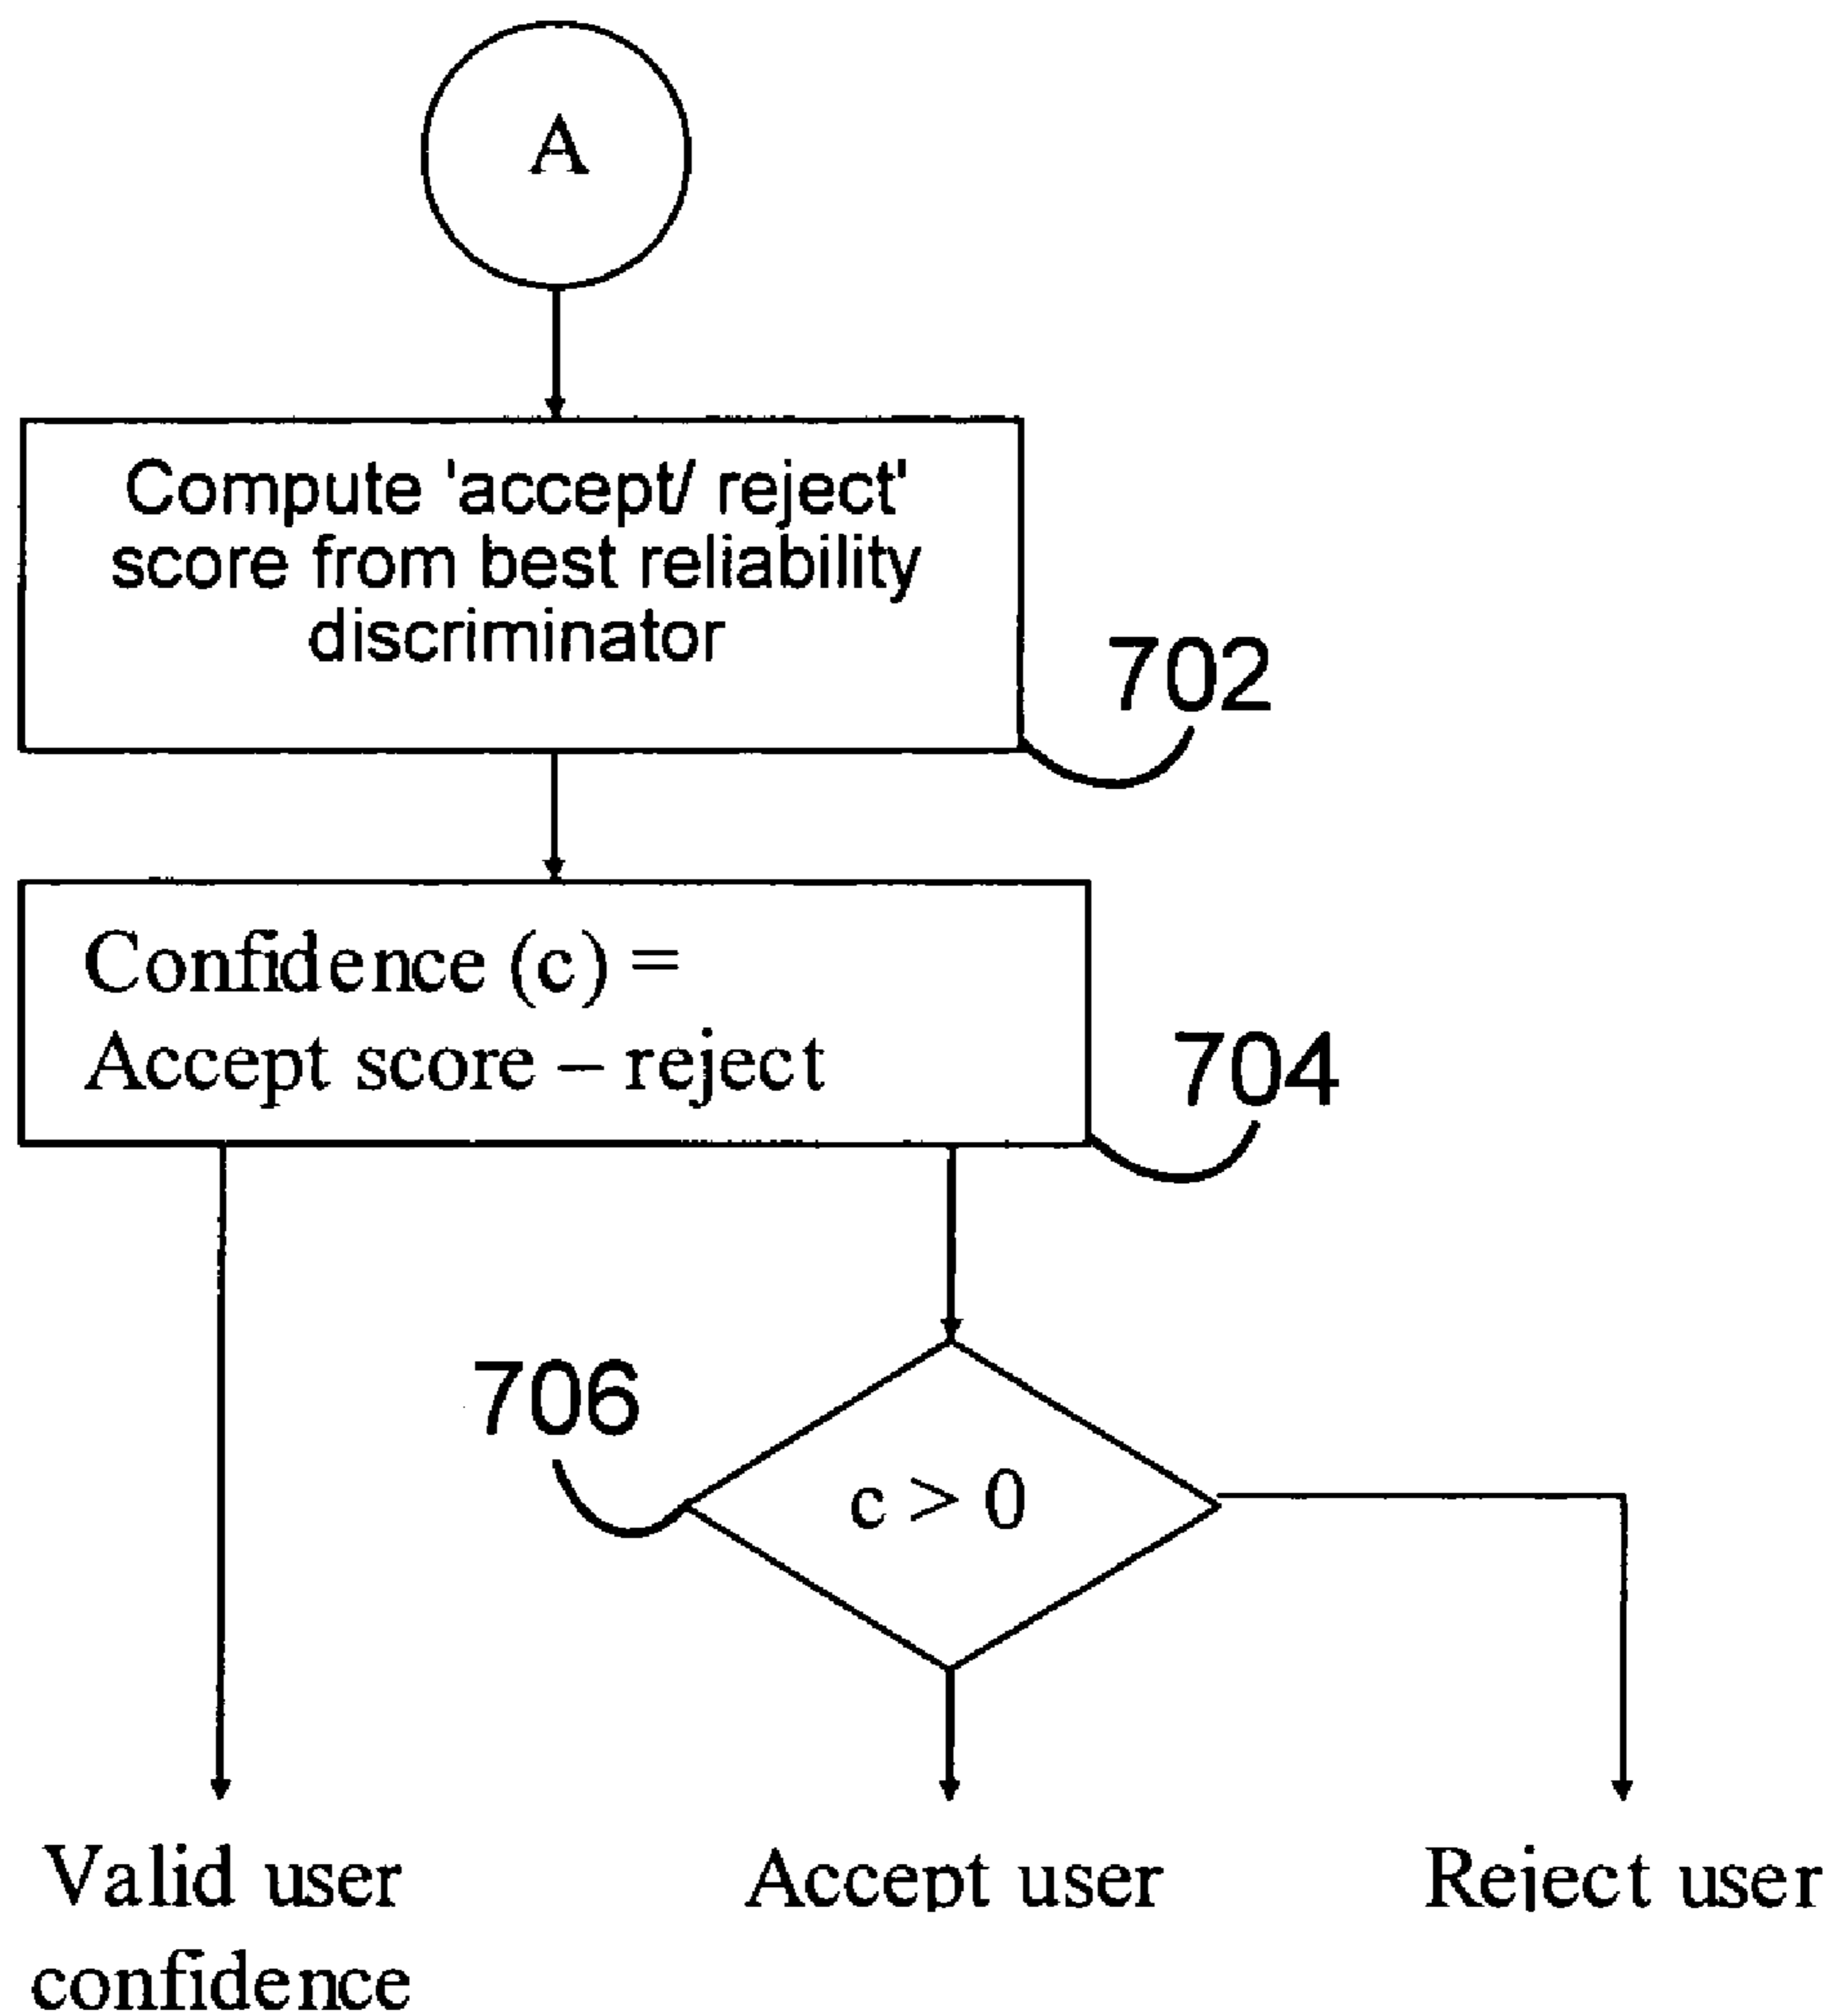 A
Compute 'accept/ reject'
score from best reliability
discriminator
702
Confidence (c) =
Accept score – reject
704
706
c > 0
Valid user
confidence
Accept user
Reject user